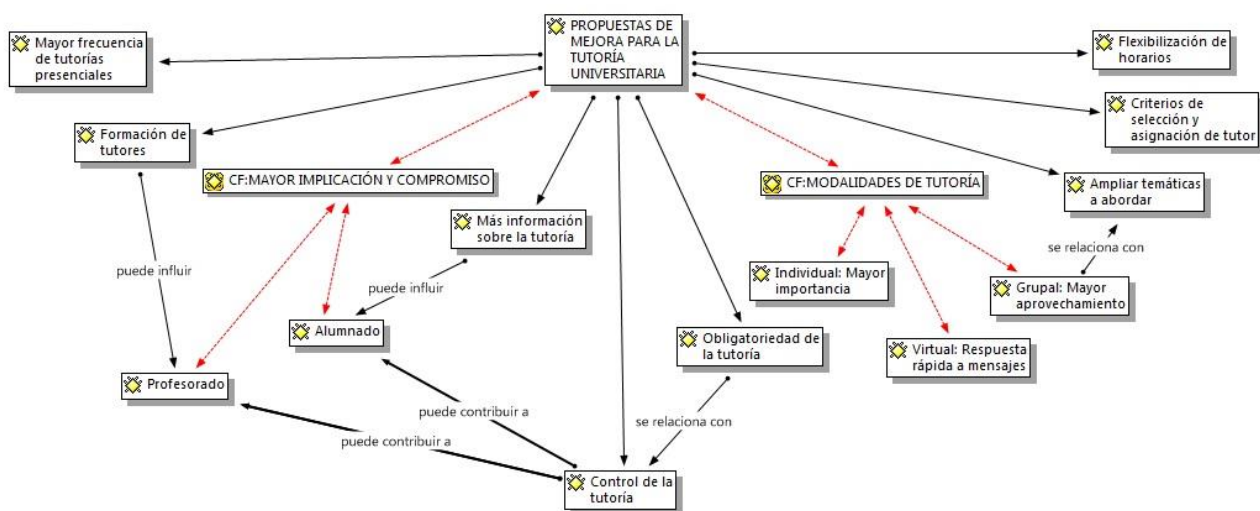 PROPUESTAS DE
MEJORA PARA LA
TUTORÍA
UNIVERSITARIA
Mayor frecuencia
de tutorías
presenciales
Flexibilización de
horarios
Criterios de
selección y
asignación de tutor
Formación de
tutores
CF:MAYOR IMPLICACIÓN Y COMPROMISO
CF:MODALIDADES DE TUTORÍA
Ampliar temáticas
a abordar
Más información
sobre la tutoría
se relaciona con
puede influir
puede influir
Individual: Mayor
importancia
Grupal: Mayor
aprovechamiento
Alumnado
Obligatoriedad de
la tutoría
Virtual: Respuesta
rápida a mensajes
Profesorado
puede contribuir a
se relaciona con
puede contribuir a
Control de la
tutoría